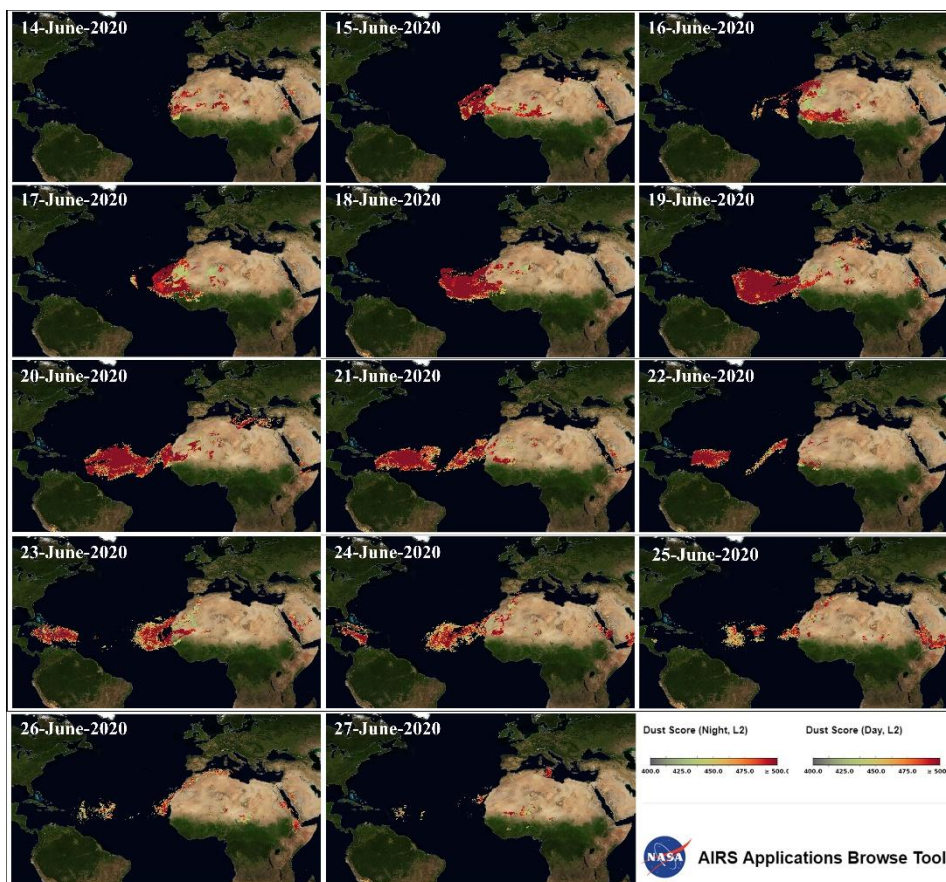 14-June-2020
15-June-2020
16-June-2020
17-June-2020
18-June-2020
19-June-2020
20-June-2020
21-June-2020
22-June-2020
23-June-2020
24-June-2020
25-June-2020
26-June-2020
27-June-2020
Dust Score (Night, L2)
Dust Score (Day, L2)
400.0 425.0 450.0 475.0 ≥ 500.0
400.0 425.0 450.0 475.0 ≥ 500
NASA
AIRS Applications Browse Tool